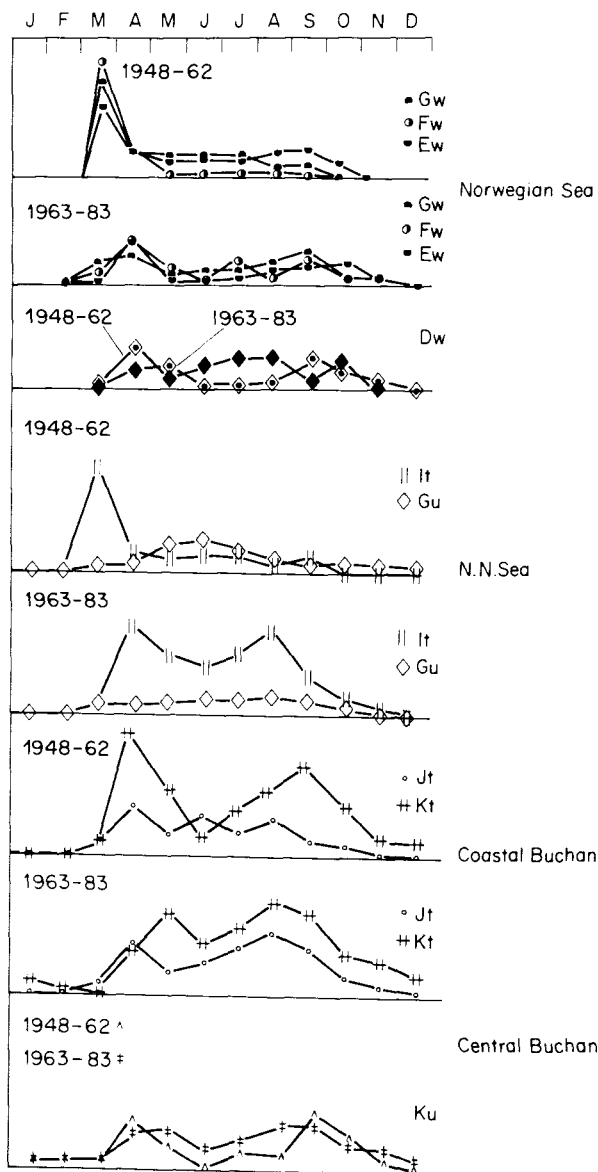 J F M A M J J A S O N D
1948-62
Gw
Fw
Ew
Norwegian Sea
1963-83
Gw
Fw
Ew
1948-62 1963-83
Dw
1948-62
It
Gu
N.N.Sea
1963-83
It
Gu
1948-62
Jt
Kt
Coastal Buchan
1963-83
Jt
Kt
1948-62
Central Buchan
1963-83
Ku